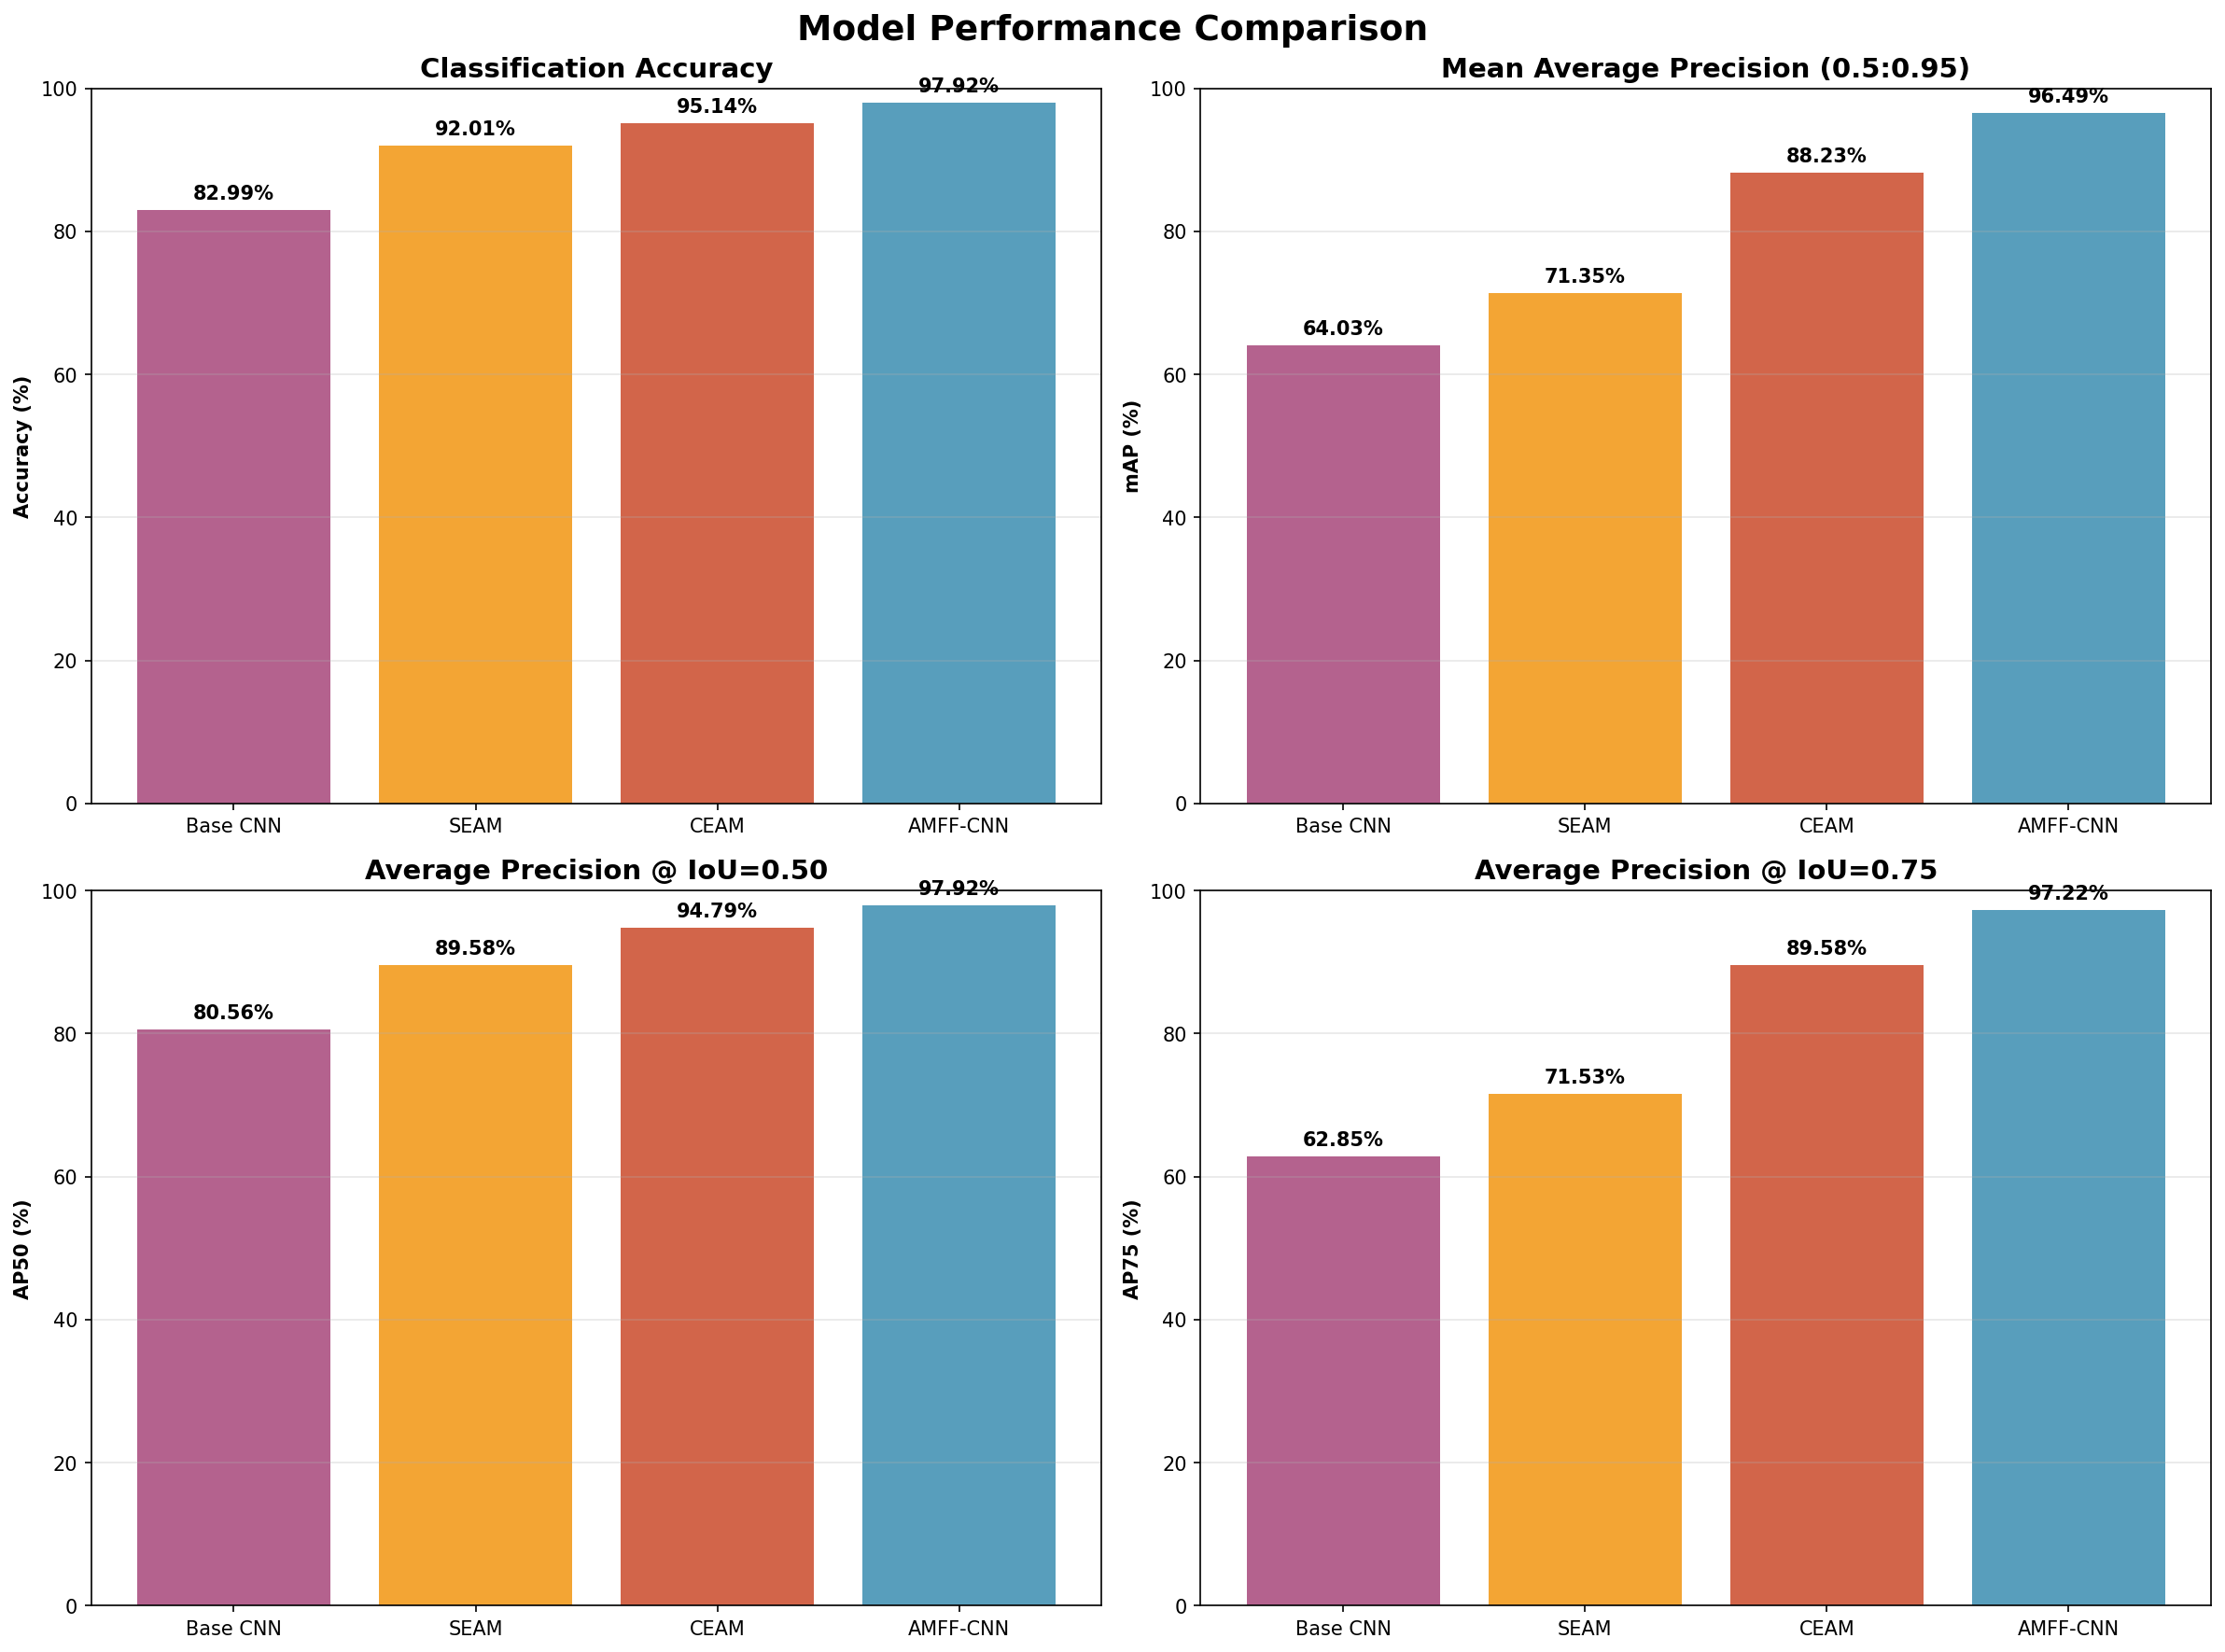 Model Performance Comparison
Classification Accuracy
Accuracy (%)
100
80
60
40
20
0
82.99%
92.01%
95.14%
97.92%
Base CNN
SEAM
CEAM
AMFF-CNN
Mean Average Precision (0.5:0.95)
mAP (%)
100
80
60
40
20
0
64.03%
71.35%
88.23%
96.49%
Base CNN
SEAM
CEAM
AMFF-CNN
Average Precision @ IoU=0.50
AP50 (%)
100
80
60
40
20
0
80.56%
89.58%
94.79%
97.92%
Base CNN
SEAM
CEAM
AMFF-CNN
Average Precision @ IoU=0.75
AP75 (%)
100
80
60
40
20
0
62.85%
71.53%
89.58%
97.22%
Base CNN
SEAM
CEAM
AMFF-CNN